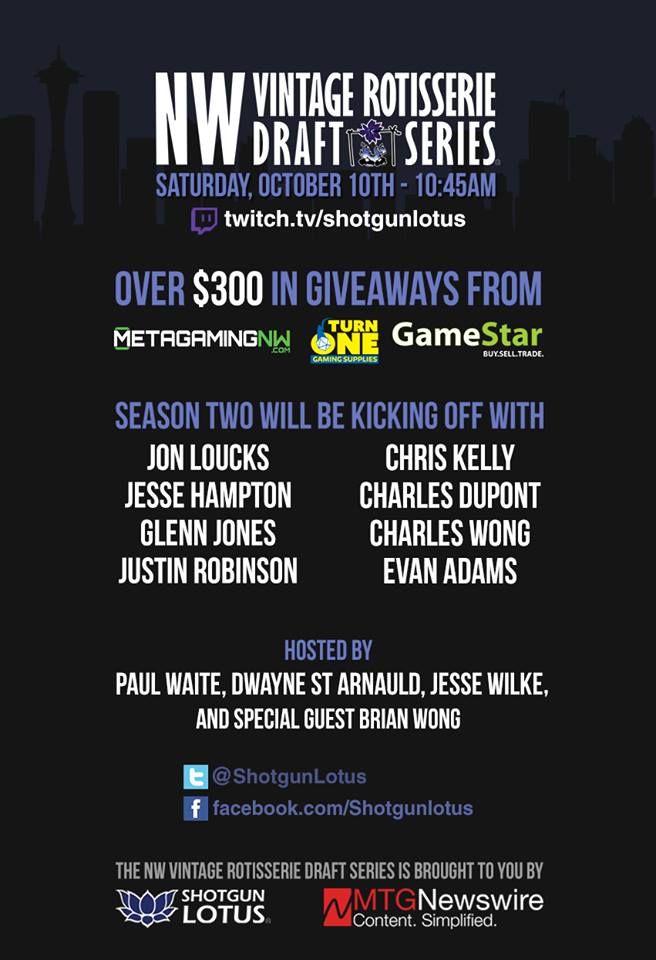 NW VINTAGE ROTISSERIE
DRAFT SERIES
SATURDAY, OCTOBER 10TH - 10:45AM
twitch.tv/shotgunlotus
OVER $300 IN GIVEAWAYS FROM
METAGAMINGNW.COM
TURN ONE GAMING SUPPLIES
GameStar
BUY.SELL.TRADE.
SEASON TWO WILL BE KICKING OFF WITH
JON LOUCKS
JESSE HAMPTON
GLENN JONES
JUSTIN ROBINSON
CHRIS KELLY
CHARLES DUPONT
CHARLES WONG
EVAN ADAMS
HOSTED BY
PAUL WAITE, DWAYNE ST ARNAULD, JESSE WILKE,
AND SPECIAL GUEST BRIAN WONG
@ShotgunLotus
facebook.com/Shotgunlotus
THE NW VINTAGE ROTISSERIE DRAFT SERIES IS BROUGHT TO YOU BY
SHOTGUN
LOTUS
MTGNewswire
Content. Simplified.